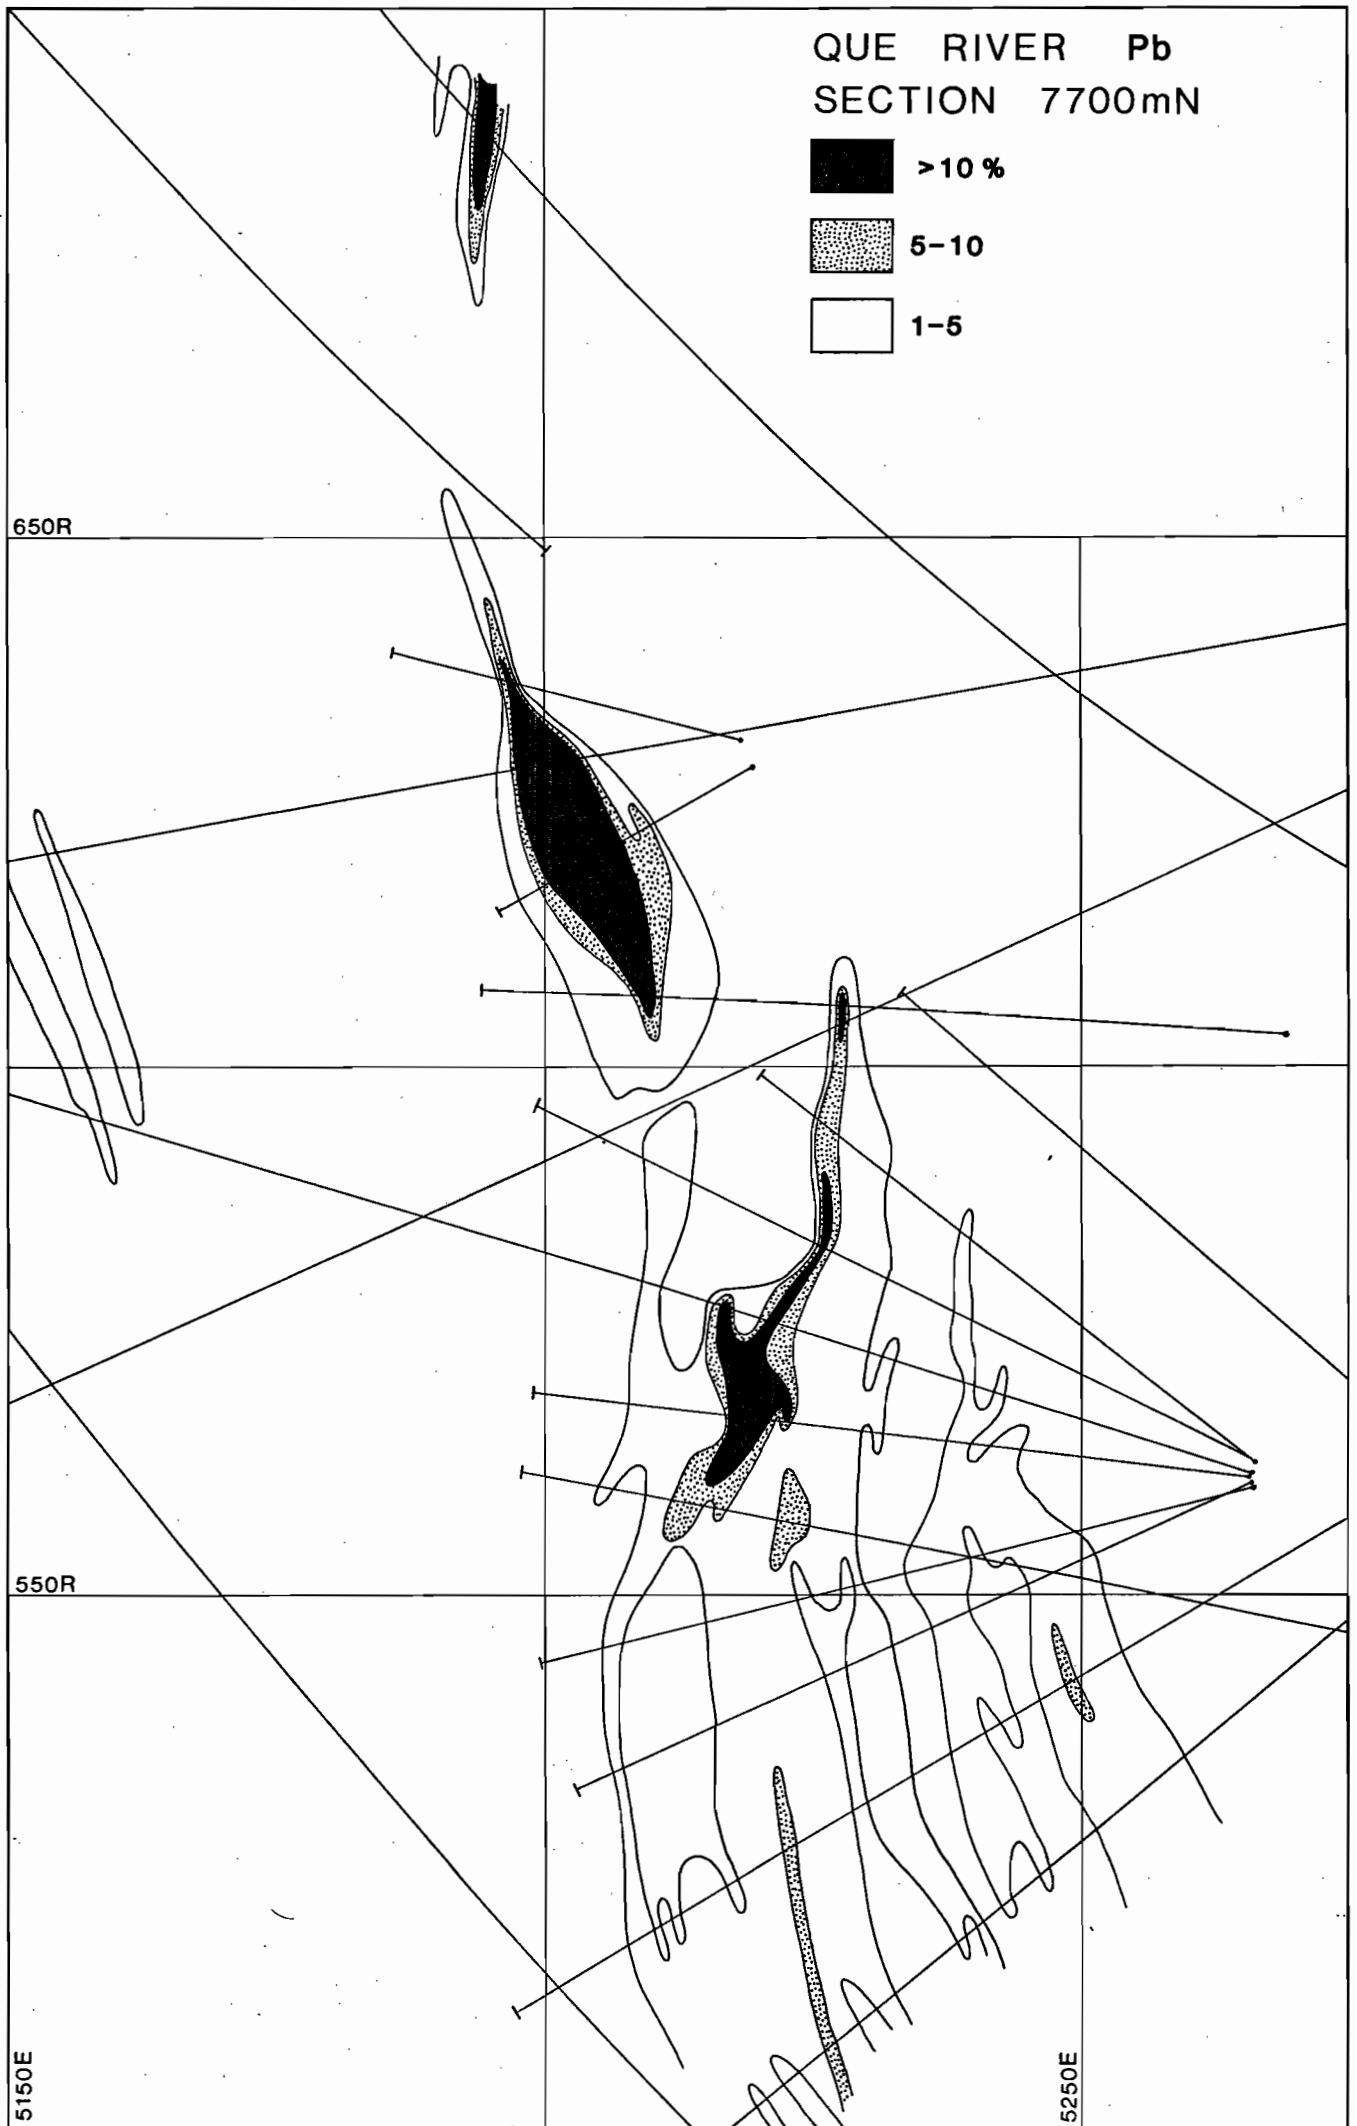 QUE RIVER Pb
SECTION 7700mN
>10%
5-10
1-5
650R
550R
5150E
5250E